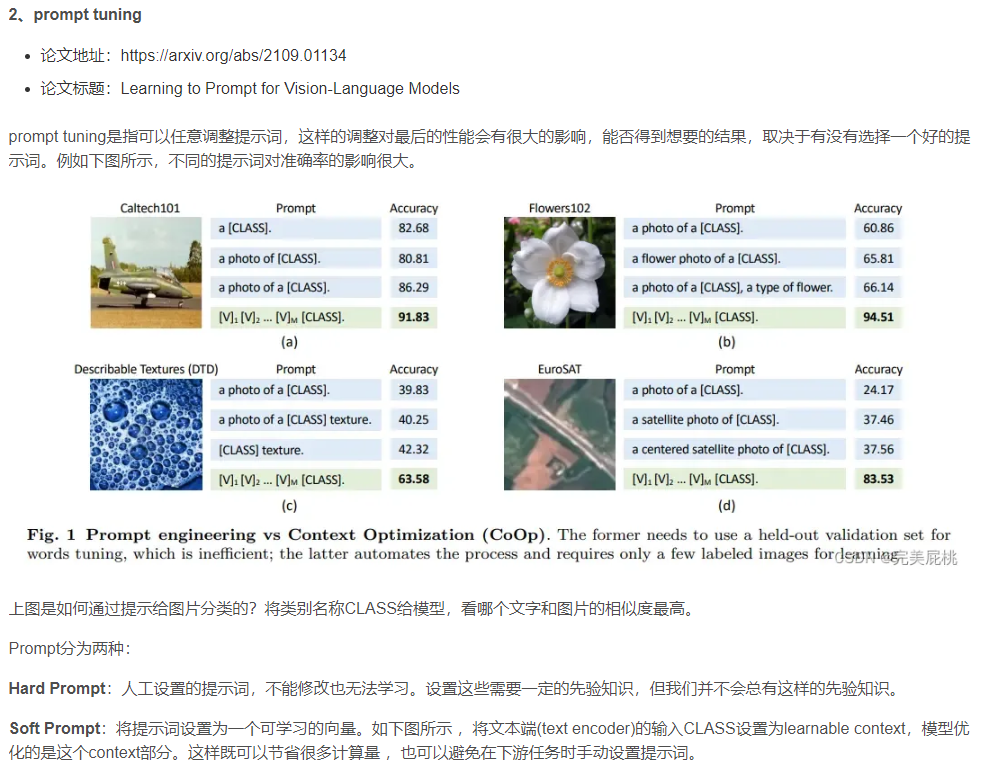 2、prompt tuning
论文地址：https://arxiv.org/abs/2109.01134
论文标题：Learning to Prompt for Vision-Language Models
prompt tuning是指可以任意调整提示词，这样的调整对最后的性能会有很大的影响，能否得到想要的结果，取决于有没有选择一个好的提
示词。例如下图所示，不同的提示词对准确率的影响很大。
Caltech101 Prompt Accuracy
a [CLASS]. 82.68
a photo of [CLASS]. 80.81
a photo of a [CLASS]. 86.29
[V]₁ [V]₂ ... [V]ₘ [CLASS]. 91.83
(a)
Flowers102 Prompt Accuracy
a photo of a [CLASS]. 60.86
a flower photo of a [CLASS]. 65.81
a photo of a [CLASS], a type of flower. 66.14
[V]₁ [V]₂ ... [V]ₘ [CLASS]. 94.51
(b)
Describable Textures (DTD) Prompt Accuracy
a photo of a [CLASS]. 39.83
a photo of a [CLASS] texture. 40.25
[CLASS] texture. 42.32
[V]₁ [V]₂ ... [V]ₘ [CLASS]. 63.58
(c)
EuroSAT Prompt Accuracy
a photo of a [CLASS]. 24.17
a satellite photo of [CLASS]. 37.46
a centered satellite photo of [CLASS]. 37.56
[V]₁ [V]₂ ... [V]ₘ [CLASS]. 83.53
(d)
Fig. 1 Prompt engineering vs Context Optimization (CoOp). The former needs to use a held-out validation set for
words tuning, which is inefficient; the latter automates the process and requires only a few labeled images for learning.
CSDN @完美屁桃
上图是如何通过提示给图片分类的？将类别名称CLASS给模型，看哪个文字和图片的相似度最高。
Prompt分为两种：
Hard Prompt：人工设置的提示词，不能修改也无法学习。设置这些需要一定的先验知识，但我们并不会总有这样的先验知识。
Soft Prompt：将提示词设置为一个可学习的向量。如下图所示 ，将文本端(text encoder)的输入CLASS设置为learnable context，模型优
化的是这个context部分。这样既可以节省很多计算量 ，也可以避免在下游任务时手动设置提示词。